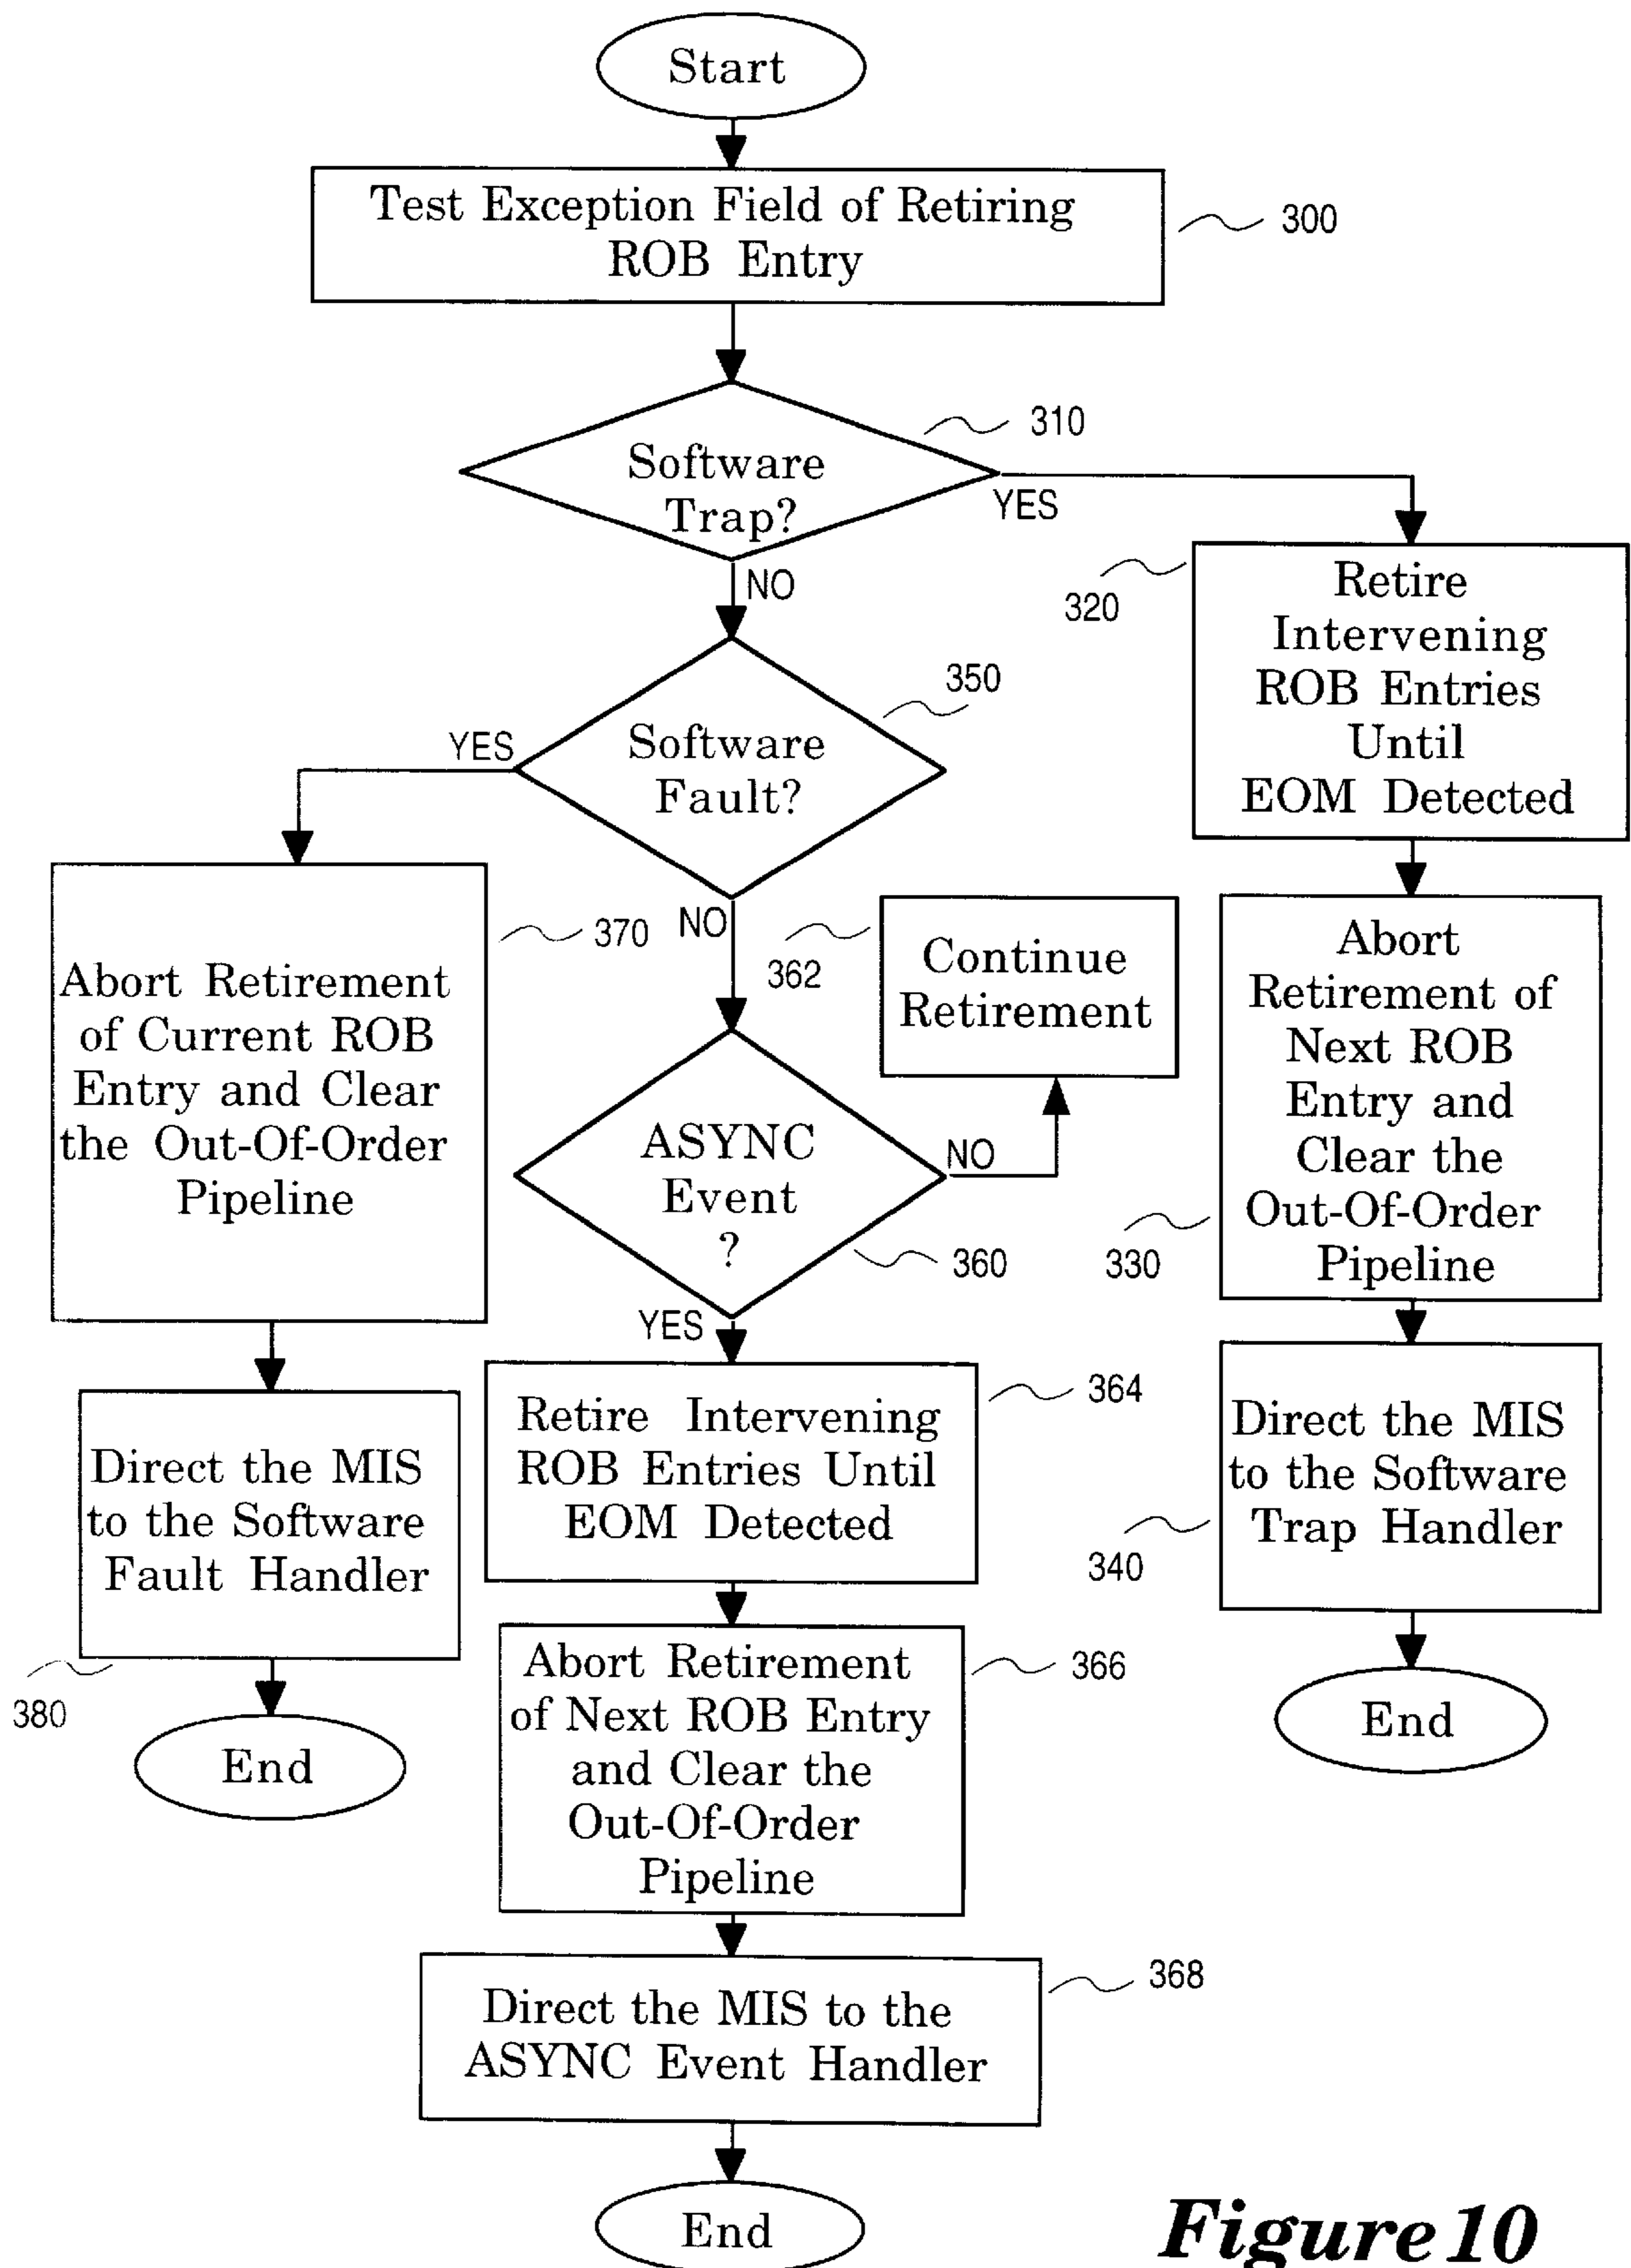 Start
Test Exception Field of Retiring
ROB Entry
300
310
Software
Trap?
YES
NO
320
Retire
Intervening
ROB Entries
Until
EOM Detected
350
Software
Fault?
YES
NO
370
Abort Retirement
of Current ROB
Entry and Clear
the Out-Of-Order
Pipeline
362
Continue
Retirement
Abort
Retirement of
Next ROB
Entry and
Clear the
Out-Of-Order
Pipeline
330
ASYNC
Event
?
NO
360
YES
364
Retire Intervening
ROB Entries Until
EOM Detected
Direct the MIS
to the Software
Trap Handler
340
Direct the MIS
to the Software
Fault Handler
380
End
Abort Retirement
of Next ROB Entry
and Clear the
Out-Of-Order
Pipeline
366
End
Direct the MIS to the
ASYNC Event Handler
368
End
Figure 10